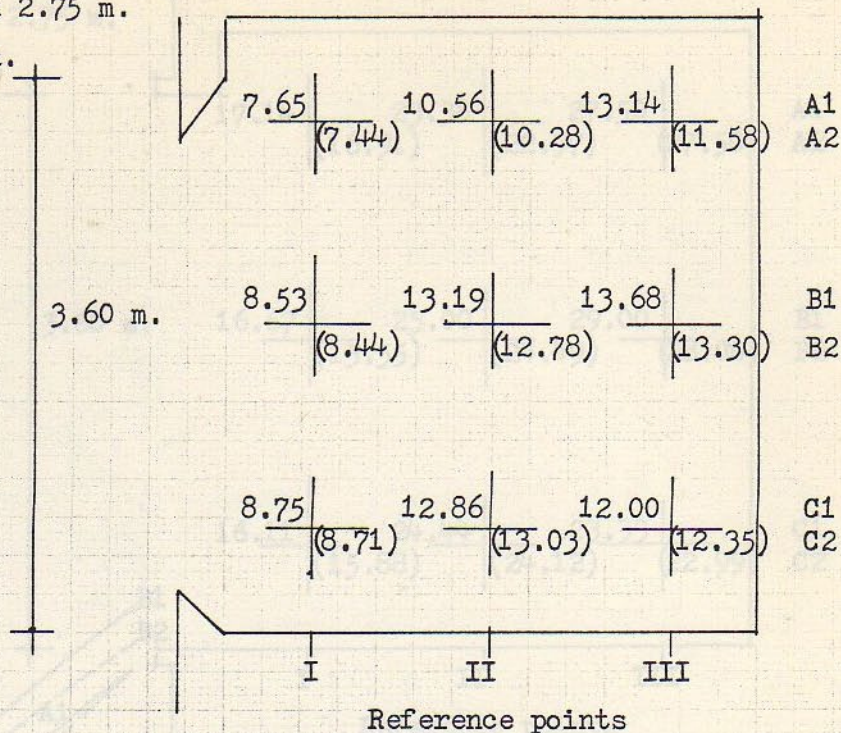 2.75 m.
7.65 10.56 13.14 A1
(7.44) (10.28) (11.58) A2
3.60 m.
8.53 13.19 13.68 B1
(8.44) (12.78) (13.30) B2
8.75 12.86 12.00 C1
(8.71) (13.03) (12.35) C2
I II III
Reference points